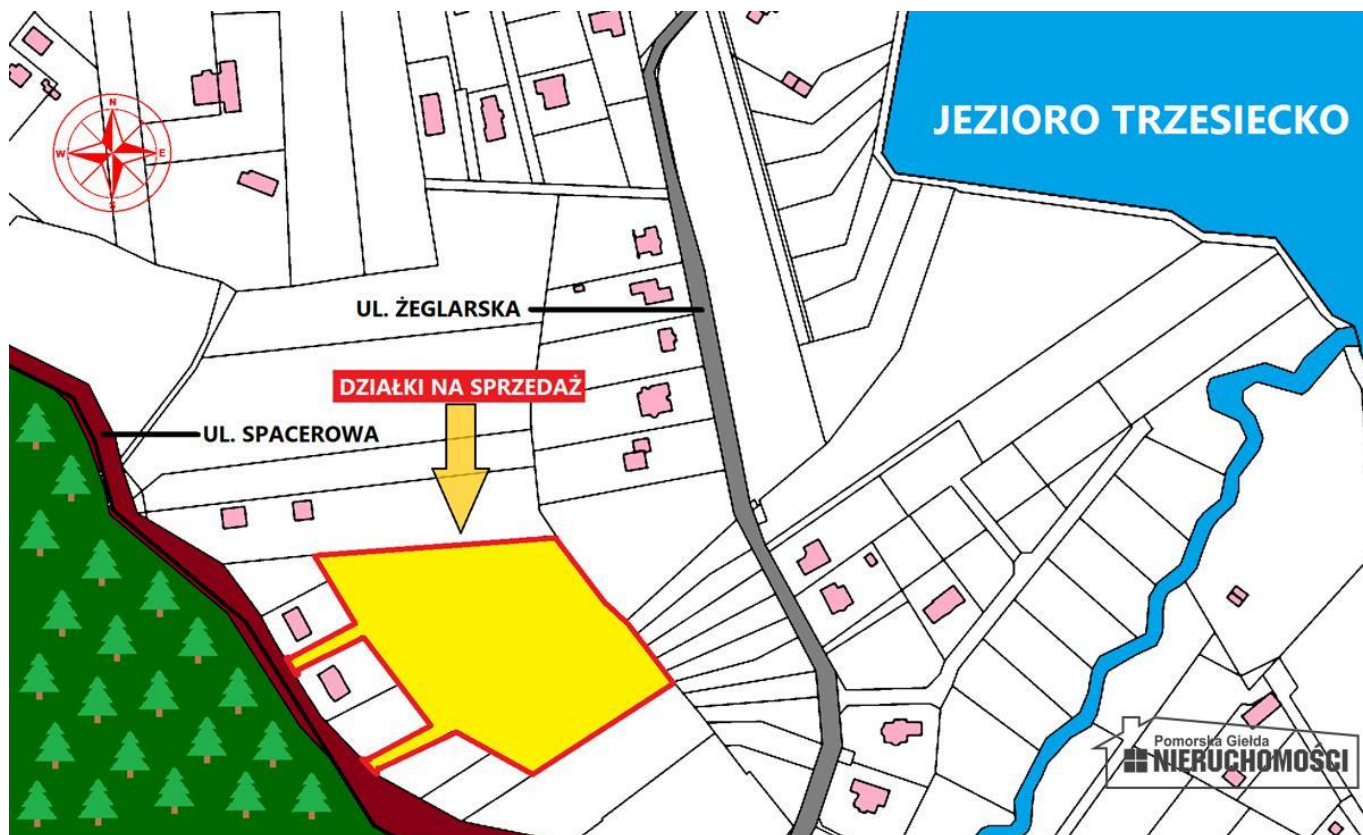 JEZIORO TRZESIECKO
N
W E
S
UL. ŻEGLARSKA
DZIAŁKI NA SPRZEDAŻ
UL. SPACEROWA
Pomorska Giełda
NIERUCHOMOŚCI